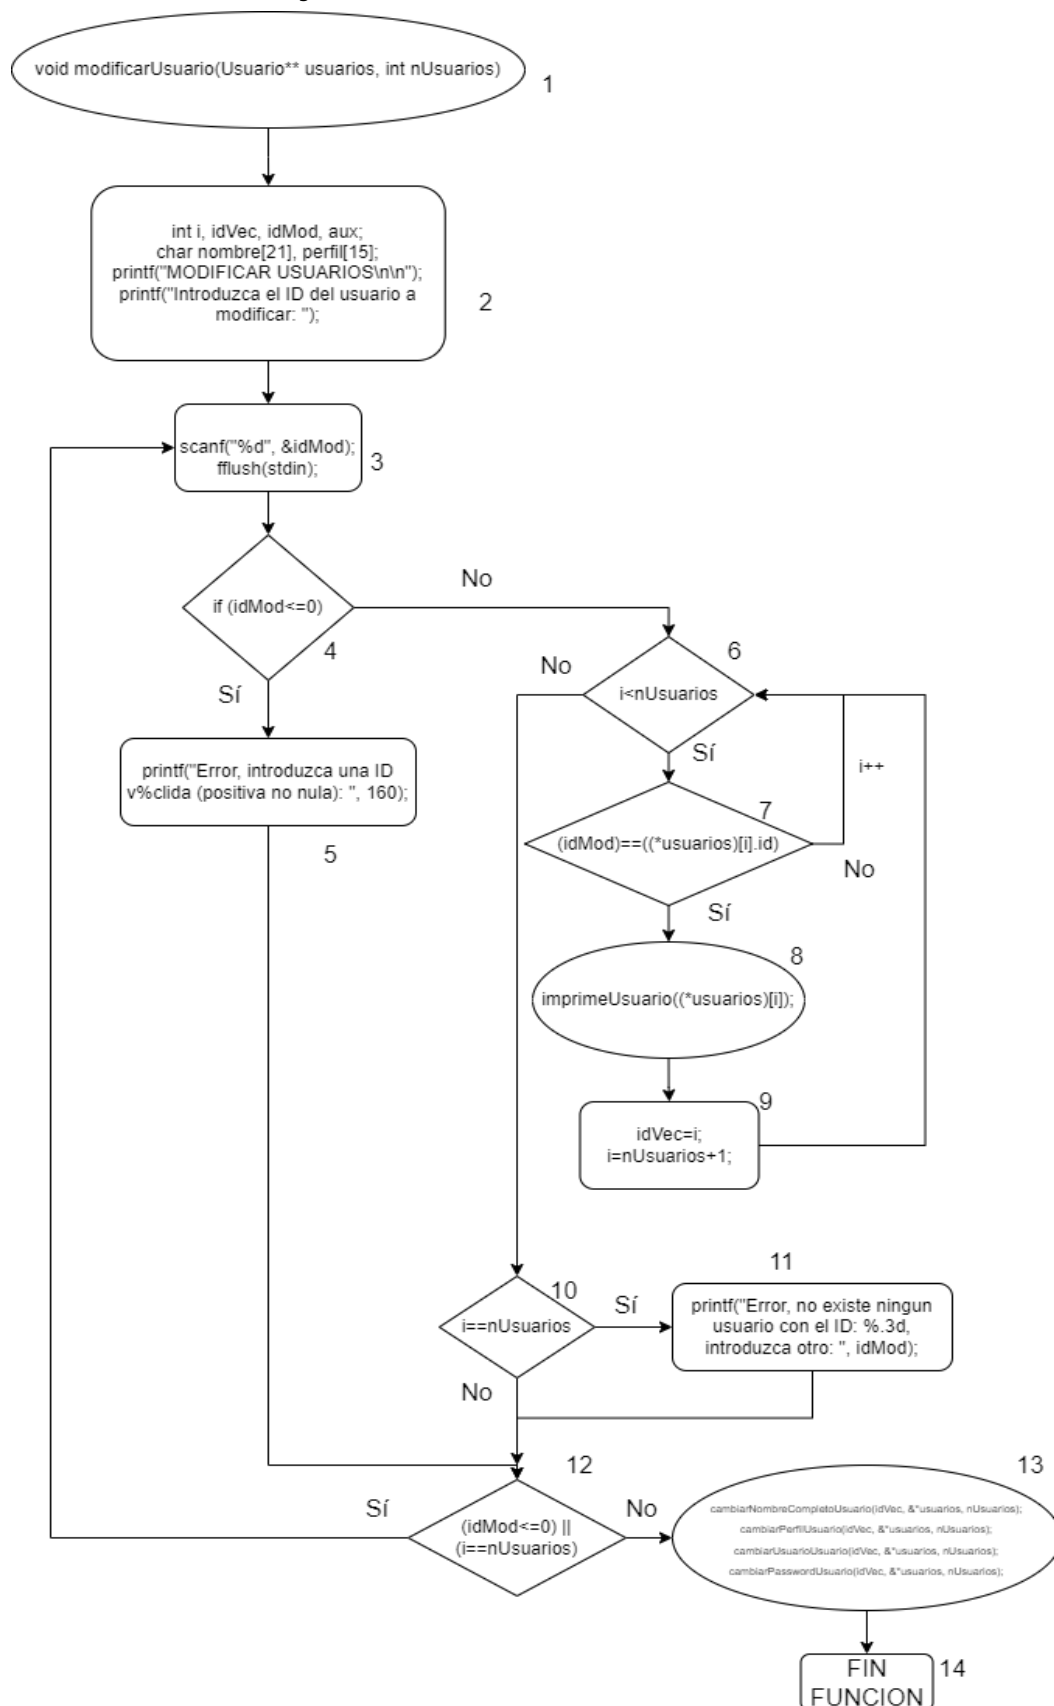 void modificarUsuario(Usuario** usuarios, int nUsuarios)
1
int i, idVec, idMod, aux;
char nombre[21], perfil[15];
printf("MODIFICAR USUARIOS\n\n");
printf("Introduzca el ID del usuario a
modificar: ");
2
scanf("%d", &idMod);
fflush(stdin);
3
if (idMod<=0)
4
No
Sí
printf("Error, introduzca una ID
v%clida (positiva no nula): ", 160);
5
i<nUsuarios
6
No
Sí
i++
(idMod)==((*usuarios)[i].id)
7
No
Sí
imprimeUsuario((*usuarios)[i]);
8
idVec=i;
i=nUsuarios+1;
9
i==nUsuarios
10
Sí
No
11
printf("Error, no existe ningun
usuario con el ID: %.3d,
introduzca otro: ", idMod);
12
(idMod<=0) ||
(i==nUsuarios)
Sí
No
13
cambiarNombreCompletoUsuario(idVec, &*usuarios, nUsuarios);
cambiarPerfilUsuario(idVec, &*usuarios, nUsuarios);
cambiarUsuarioUsuario(idVec, &*usuarios, nUsuarios);
cambiarPasswordUsuario(idVec, &*usuarios, nUsuarios);
FIN
FUNCION
14